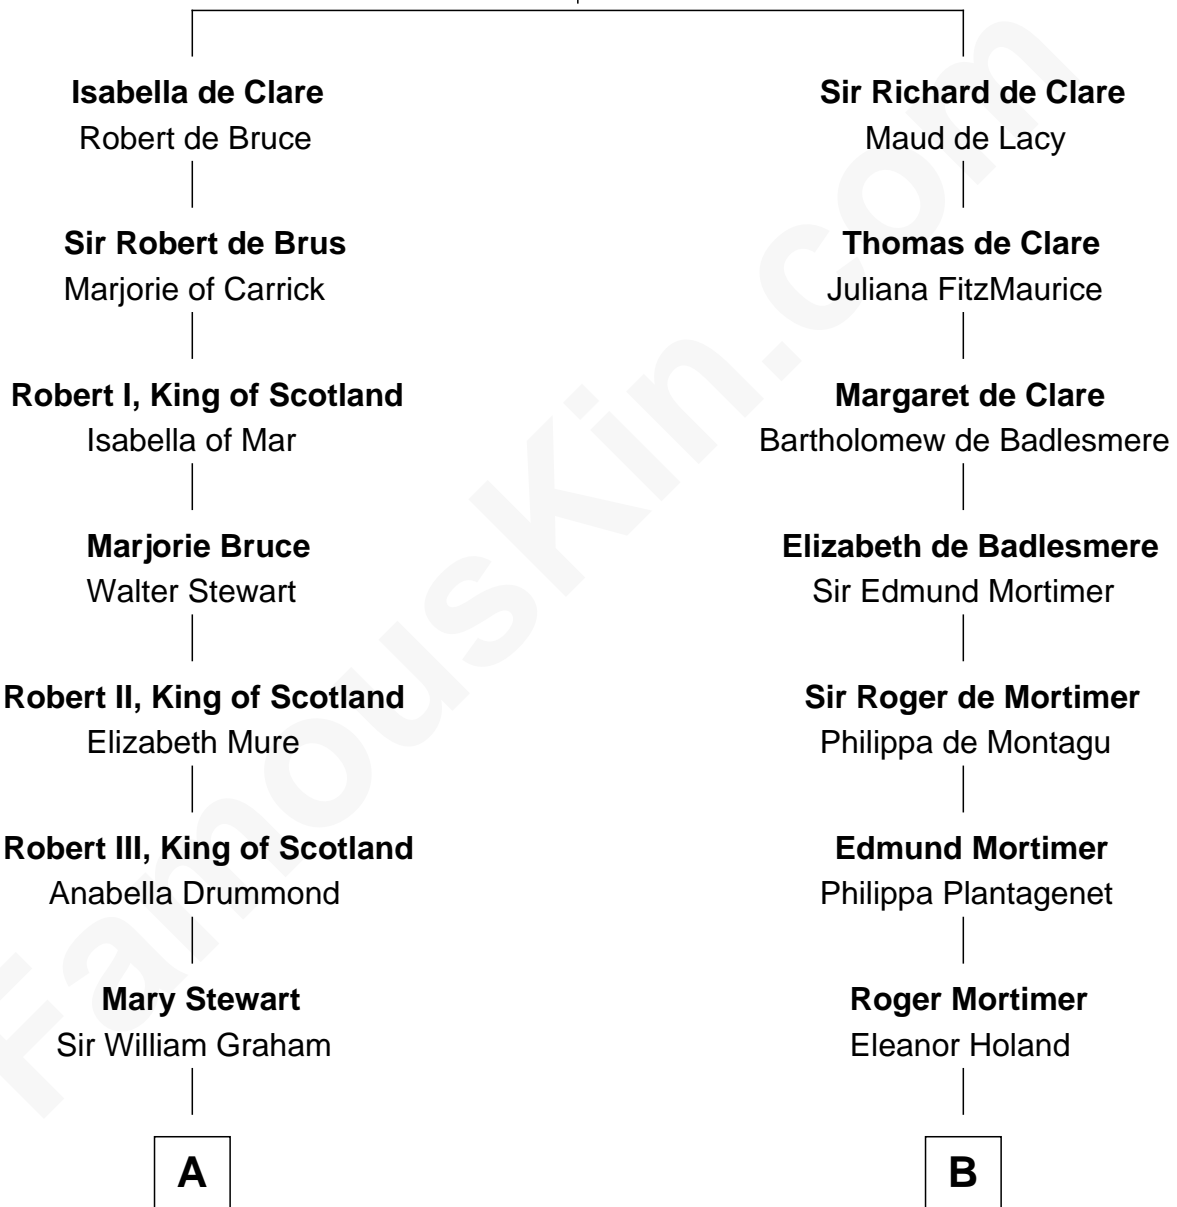 Isabella de Clare
Robert de Bruce
Sir Robert de Brus
Marjorie of Carrick
Robert I, King of Scotland
Isabella of Mar
Marjorie Bruce
Walter Stewart
Robert II, King of Scotland
Elizabeth Mure
Robert III, King of Scotland
Anabella Drummond
Mary Stewart
Sir William Graham
A
Sir Richard de Clare
Maud de Lacy
Thomas de Clare
Juliana FitzMaurice
Margaret de Clare
Bartholomew de Badlesmere
Elizabeth de Badlesmere
Sir Edmund Mortimer
Sir Roger de Mortimer
Philippa de Montagu
Edmund Mortimer
Philippa Plantagenet
Roger Mortimer
Eleanor Holand
B
FamousKin.com